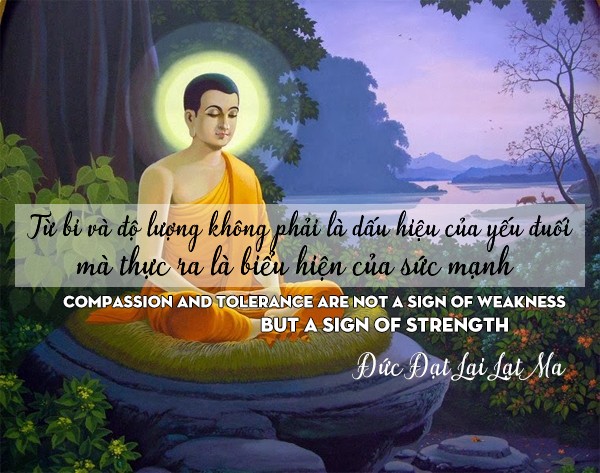 Từ bi và độ lượng không phải là dấu hiệu của yếu đuối
mà thực ra là biểu hiện của sức mạnh
COMPASSION AND TOLERANCE ARE NOT A SIGN OF WEAKNESS
BUT A SIGN OF STRENGTH
Đức Đạt Lai Lạt Ma